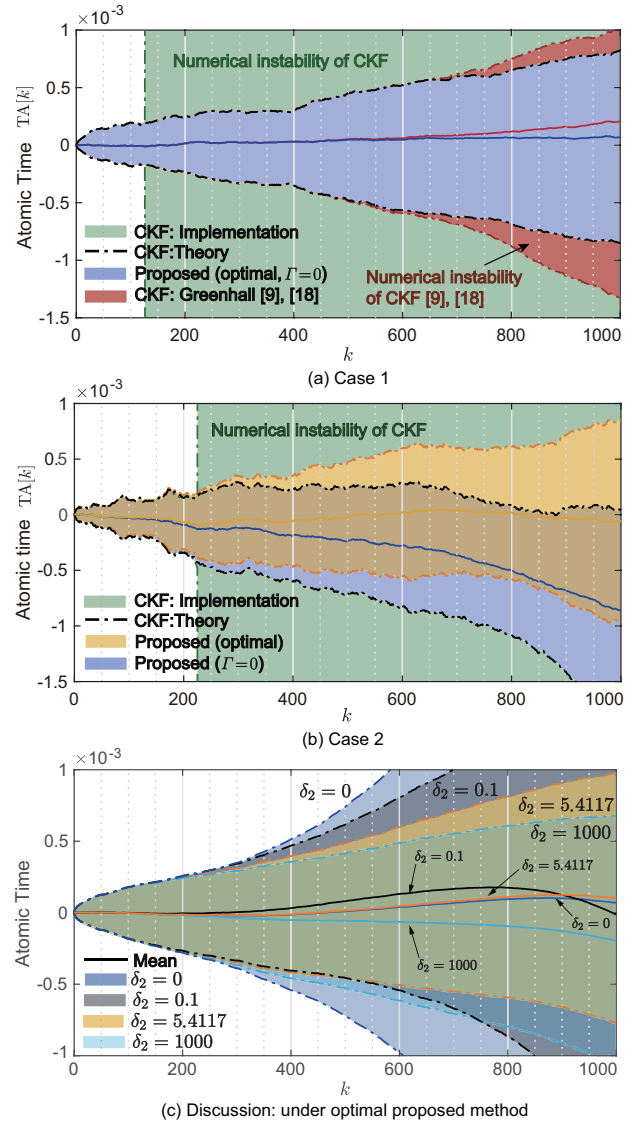 ×10⁻³
1
Numerical instability of CKF
0.5
0
-0.5
-1
-1.5
Atomic Time TA[k]
CKF: Implementation
CKF:Theory
Proposed (optimal, Γ=0)
CKF: Greenhall [9], [18]
Numerical instability
of CKF [9], [18]
0 200 400 600 800 1000
k
(a) Case 1
×10⁻³
1
Numerical instability of CKF
0.5
0
-0.5
-1
-1.5
Atomic time TA[k]
CKF: Implementation
CKF:Theory
Proposed (optimal)
Proposed (Γ=0)
0 200 400 600 800 1000
k
(b) Case 2
×10⁻³
1
δ₂ = 0
δ₂ = 0.1
δ₂ = 5.4117
δ₂ = 1000
0.5
δ₂ = 0.1
δ₂ = 5.4117
0
δ₂ = 0
δ₂ = 1000
-0.5
-1
Atomic Time
Mean
δ₂ = 0
δ₂ = 0.1
δ₂ = 5.4117
δ₂ = 1000
0 200 400 600 800 1000
k
(c) Discussion: under optimal proposed method